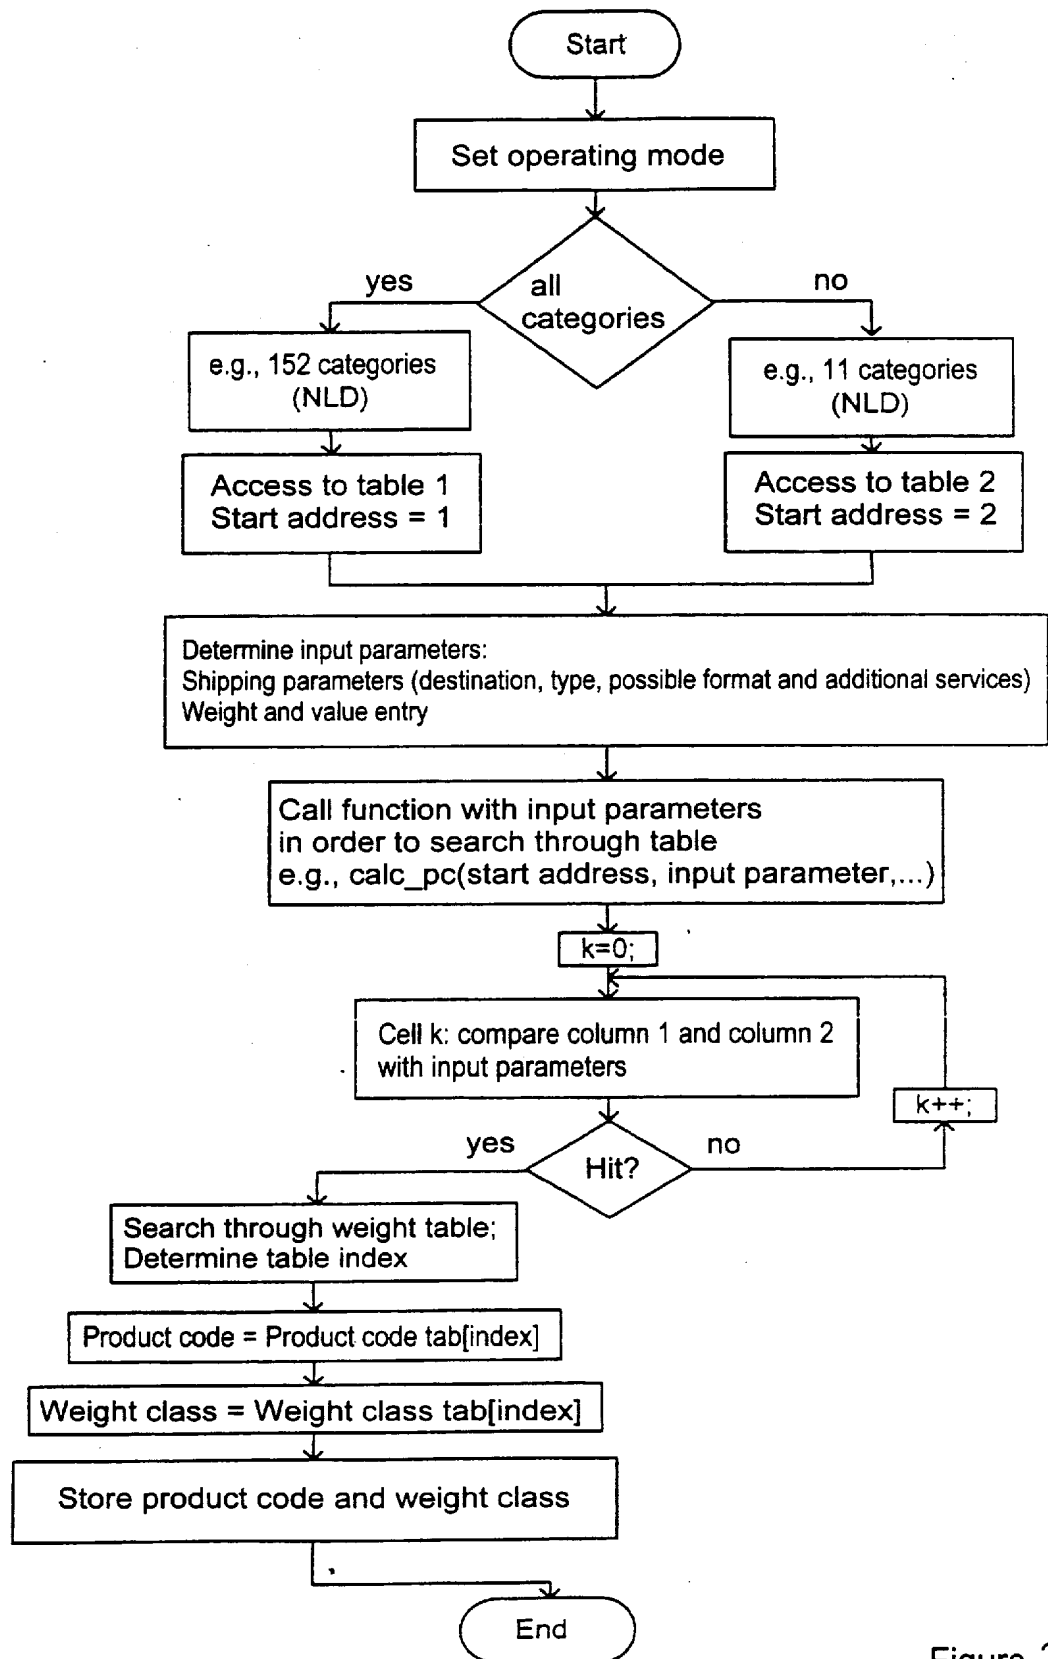 Start
Set operating mode
all
categories
yes
no
e.g., 152 categories
(NLD)
e.g., 11 categories
(NLD)
Access to table 1
Start address = 1
Access to table 2
Start address = 2
Determine input parameters:
Shipping parameters (destination, type, possible format and additional services)
Weight and value entry
Call function with input parameters
in order to search through table
e.g., calc_pc(start address, input parameter,...)
k=0;
Cell k: compare column 1 and column 2
with input parameters
k++;
yes
no
Hit?
Search through weight table;
Determine table index
Product code = Product code tab[index]
Weight class = Weight class tab[index]
Store product code and weight class
End
Figure